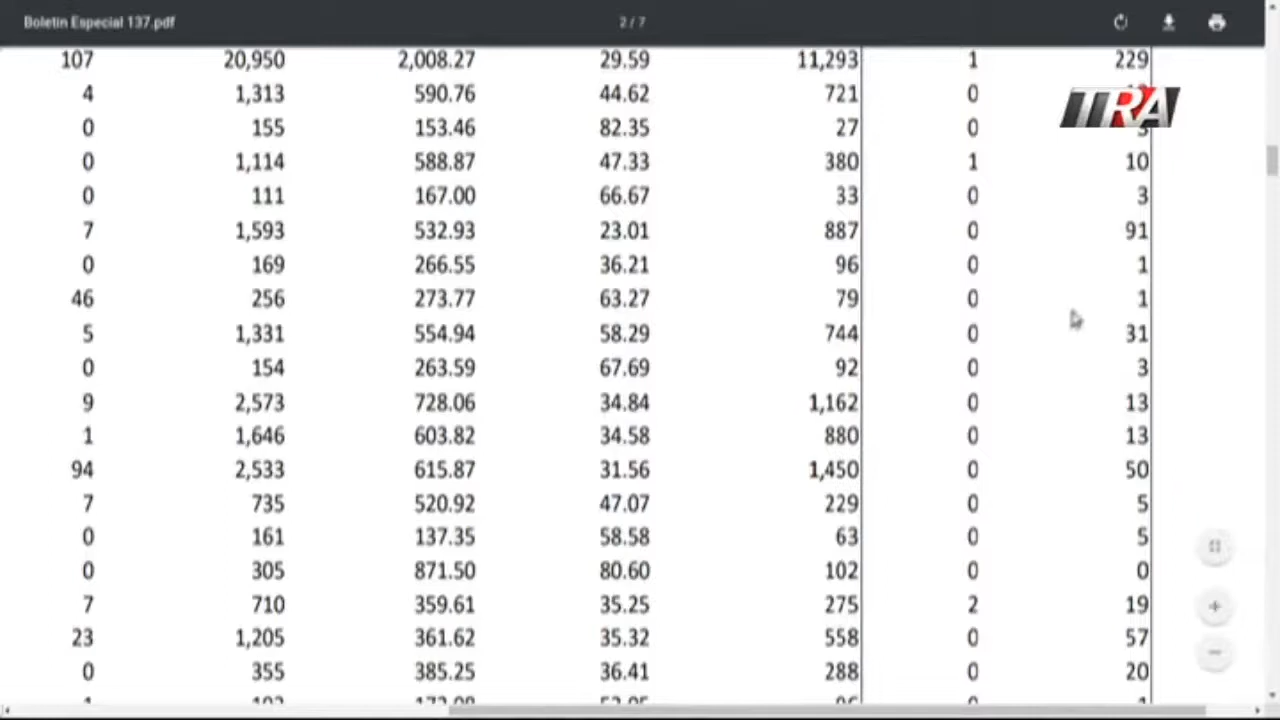 Boletin Especial 137.pdf 2 / 7
107 20,950 2,008.27 29.59 11,293 1 229
TRA
4 1,313 590.76 44.62 721 0
0 155 153.46 82.35 27 0
0 1,114 588.87 47.33 380 1 10
0 111 167.00 66.67 33 0 3
7 1,593 532.93 23.01 887 0 91
0 169 266.55 36.21 96 0 1
46 256 273.77 63.27 79 0 1
5 1,331 554.94 58.29 744 0 31
0 154 263.59 67.69 92 0 3
9 2,573 728.06 34.84 1,162 0 13
1 1,646 603.82 34.58 880 0 13
94 2,533 615.87 31.56 1,450 0 50
7 735 520.92 47.07 229 0 5
0 161 137.35 58.58 63 0 5
0 305 871.50 80.60 102 0 0
7 710 359.61 35.25 275 2 19
23 1,205 361.62 35.32 558 0 57
0 355 385.25 36.41 288 0 20